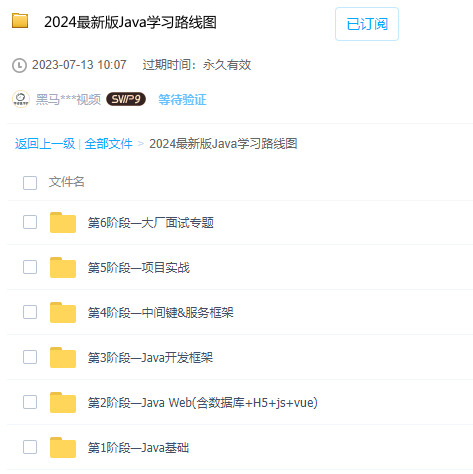 2024最新版Java学习路线图
已订阅
2023-07-13 10:07 过期时间：永久有效
黑马***视频 SVIP9 等待验证
返回上一级 | 全部文件 > 2024最新版Java学习路线图
文件名
第6阶段—大厂面试专题
第5阶段—项目实战
第4阶段—中间键&服务框架
第3阶段—Java开发框架
第2阶段—Java Web(含数据库+H5+js+vue)
第1阶段—Java基础